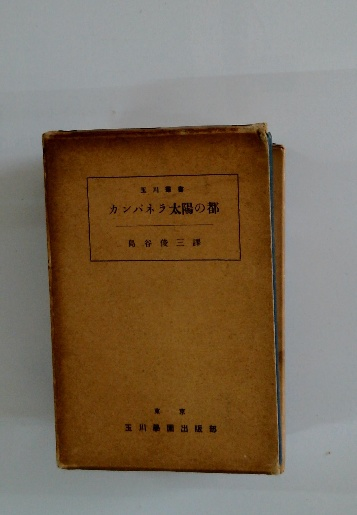 玉川叢書
カンパネラ太陽の都
島谷俊三譯
東京
玉川學園出版部